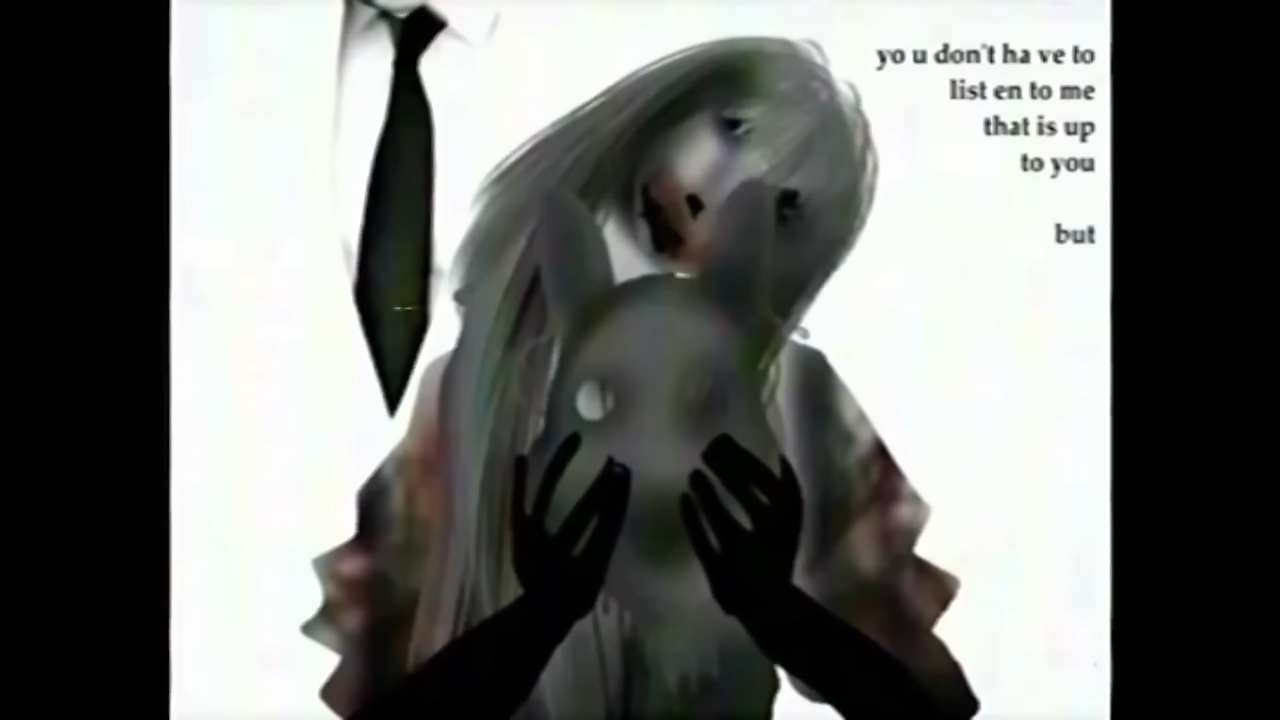 yo u don't ha ve to
list en to me
that is up
to you
but